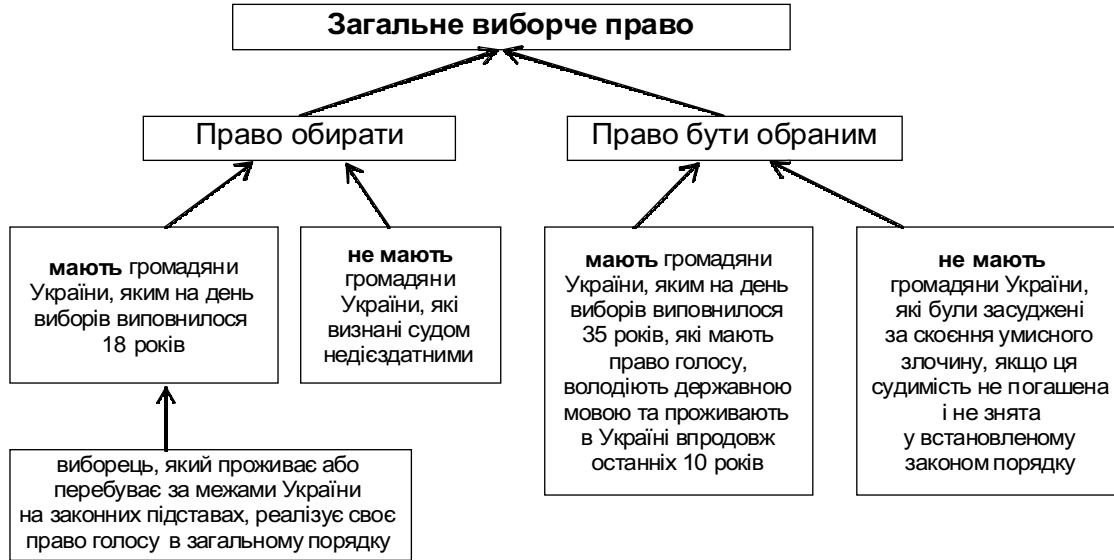 Загальне виборче право
Право обирати
Право бути обраним
мають громадяни
України, яким на день
виборів виповнилося
18 років
не мають
громадяни
України, які
визнані судом
недієздатними
мають громадяни
України, яким на день
виборів виповнилося
35 років, які мають
право голосу,
володіють державною
мовою та проживають
в Україні впродовж
останніх 10 років
не мають
громадяни України,
які були засуджені
за скоєння умисного
злочину, якщо ця
судимість не погашена
і не знята
у встановленому
законом порядку
виборець, який проживає або
перебуває за межами України
на законних підставах, реалізує своє
право голосу в загальному порядку